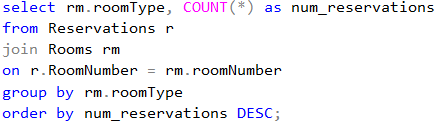 select rm.roomType, COUNT(*) as num_reservations
from Reservations r
join Rooms rm
on r.RoomNumber = rm.roomNumber
group by rm.roomType
order by num_reservations DESC;